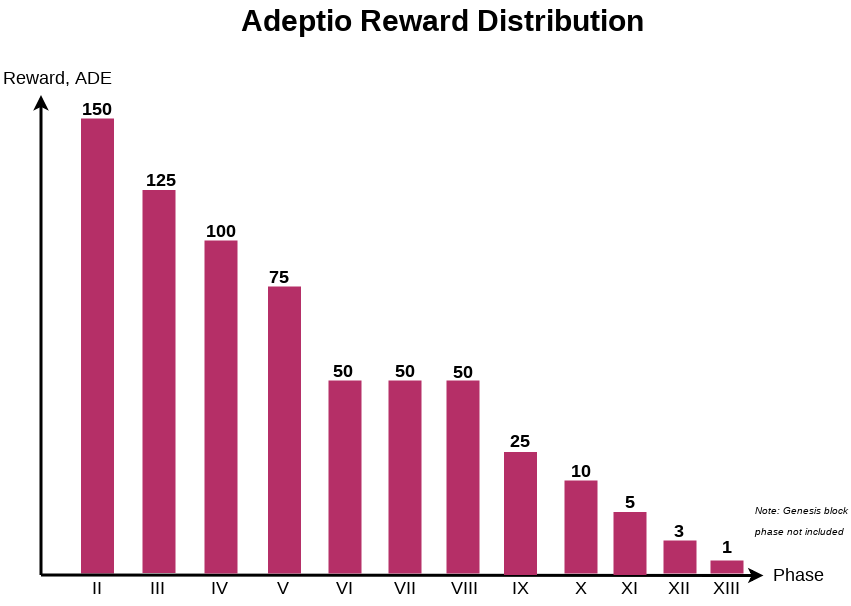 Adeptio Reward Distribution
Reward, ADE
150
125
100
75
50
50
50
25
10
5
3
1
Note: Genesis block
phase not included
Phase
II
III
IV
V
VI
VII
VIII
IX
X
XI
XII
XIII